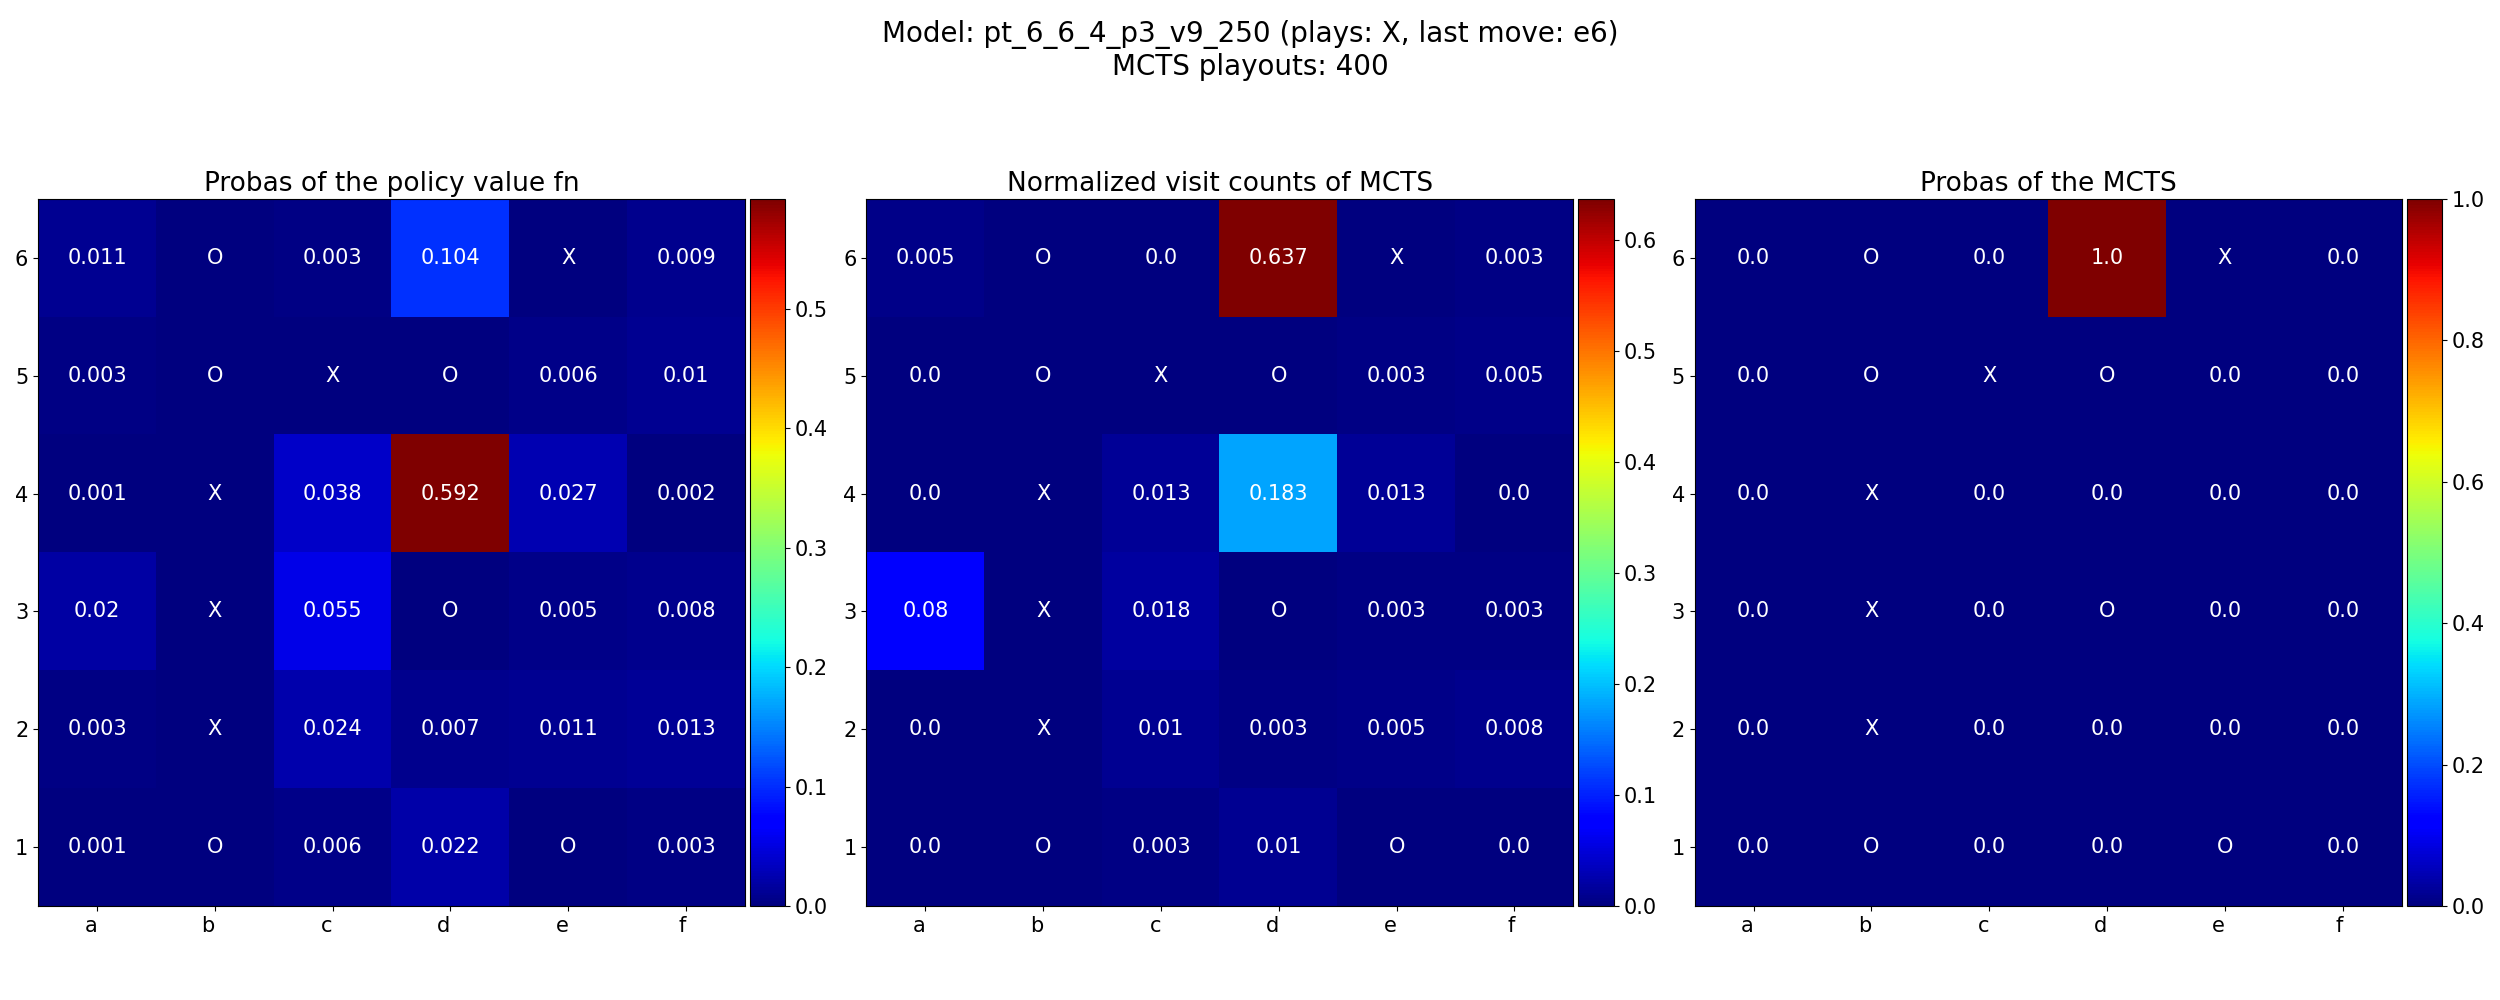 Model: pt_6_6_4_p3_v9_250 (plays: X, last move: e6)
MCTS playouts: 400
Probas of the policy value fn
6 0.011 O 0.003 0.104 X 0.009
5 0.003 O X O 0.006 0.01
4 0.001 X 0.038 0.592 0.027 0.002
3 0.02 X 0.055 O 0.005 0.008
2 0.003 X 0.024 0.007 0.011 0.013
1 0.001 O 0.006 0.022 O 0.003
a b c d e f
0.5
0.4
0.3
0.2
0.1
0.0
Normalized visit counts of MCTS
6 0.005 O 0.0 0.637 X 0.003
5 0.0 O X O 0.003 0.005
4 0.0 X 0.013 0.183 0.013 0.0
3 0.08 X 0.018 O 0.003 0.003
2 0.0 X 0.01 0.003 0.005 0.008
1 0.0 O 0.003 0.01 O 0.0
a b c d e f
0.6
0.5
0.4
0.3
0.2
0.1
0.0
Probas of the MCTS
6 0.0 O 0.0 1.0 X 0.0
5 0.0 O X O 0.0 0.0
4 0.0 X 0.0 0.0 0.0 0.0
3 0.0 X 0.0 O 0.0 0.0
2 0.0 X 0.0 0.0 0.0 0.0
1 0.0 O 0.0 0.0 O 0.0
a b c d e f
1.0
0.8
0.6
0.4
0.2
0.0